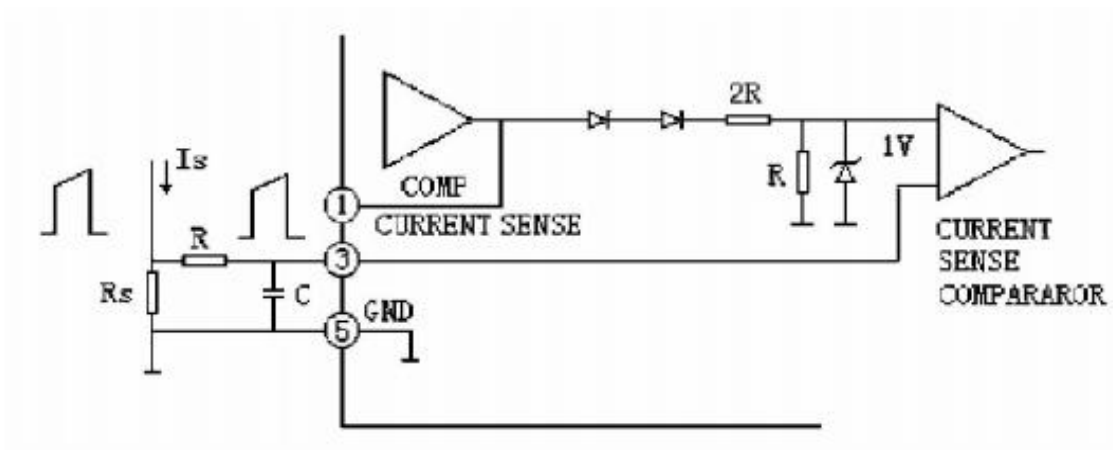 2R
Is
1V
COMP
R
①
CURRENT SENSE
R
③
CURRENT
SENSE
COMPARAROR
Rs
C
GND
⑤